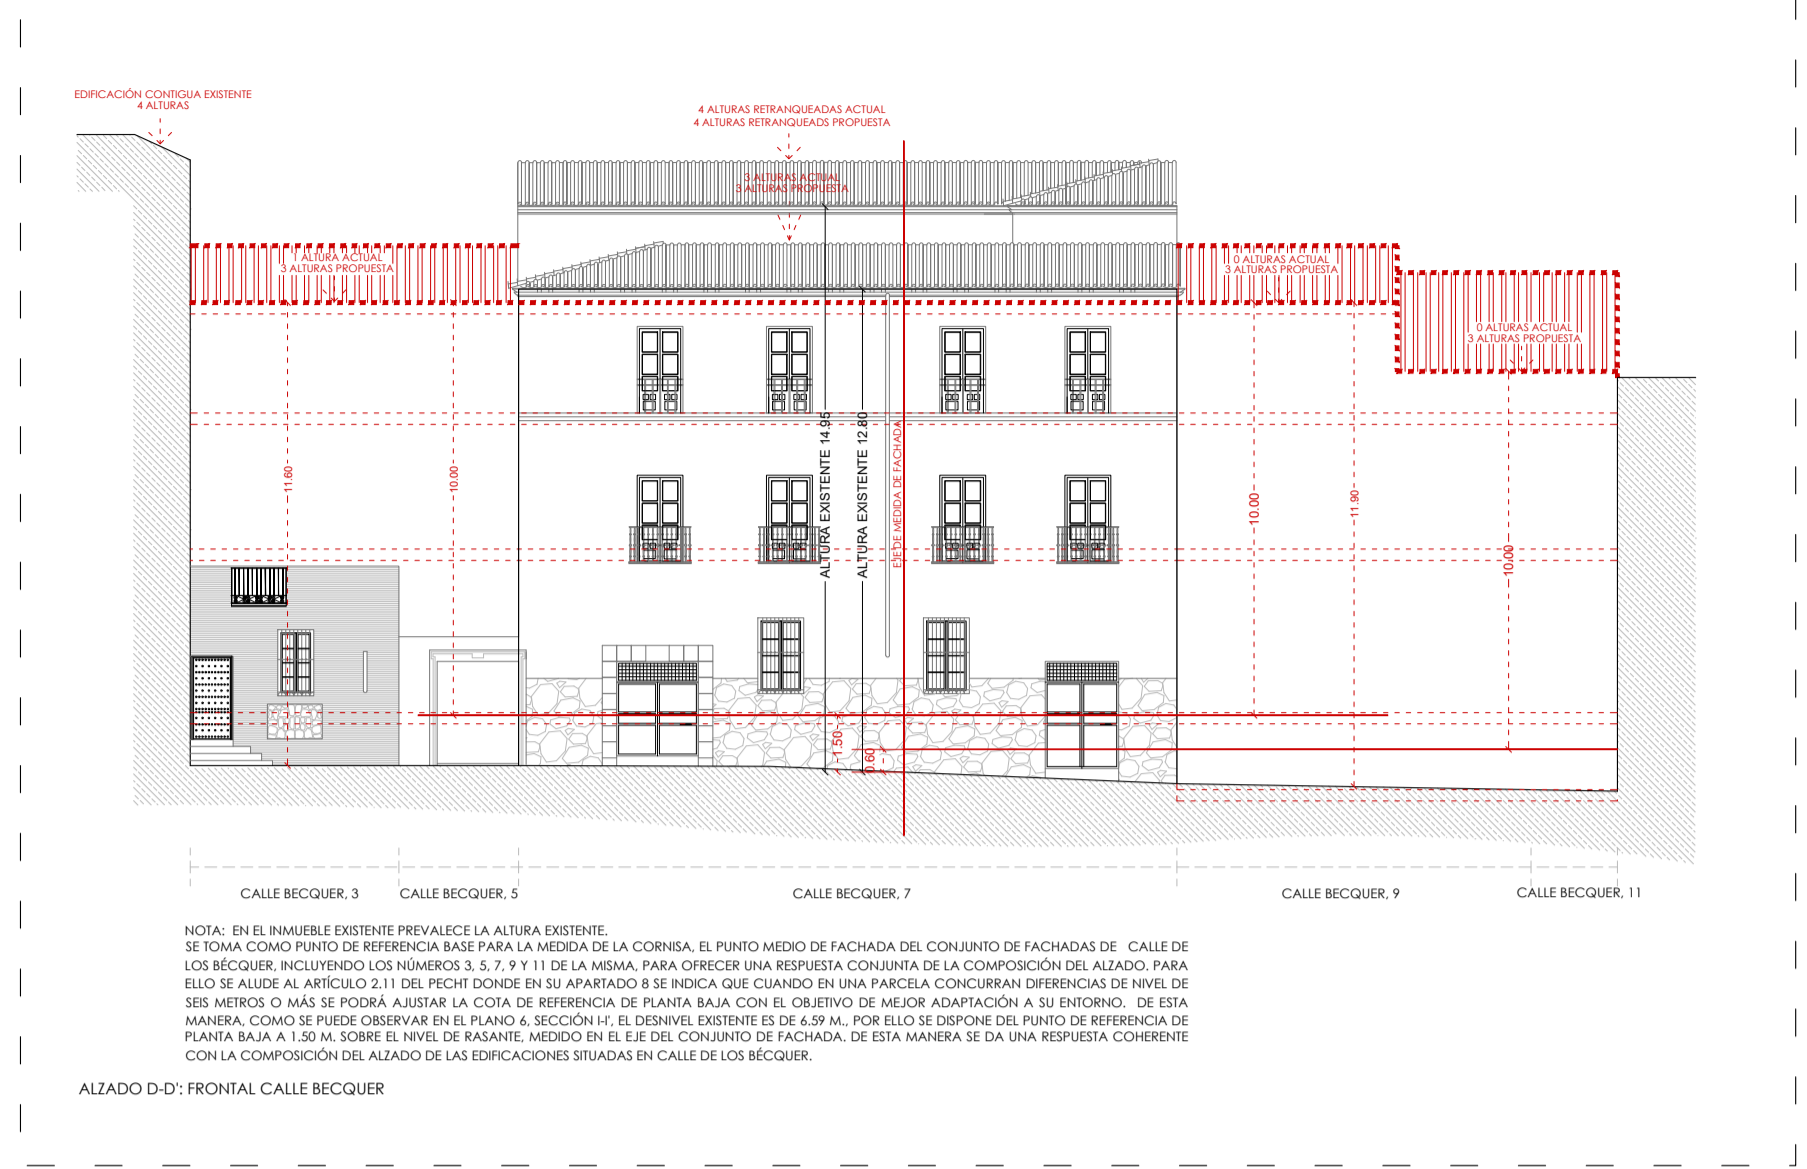 EDIFICACIÓN CONTIGUA EXISTENTE
4 ALTURAS
4 ALTURAS RETRANQUEADAS ACTUAL
4 ALTURAS RETRANQUEADS PROPUESTA
3 ALTURAS ACTUAL
3 ALTURAS PROPUESTA
1 ALTURA ACTUAL
3 ALTURAS PROPUESTA
0 ALTURAS ACTUAL
3 ALTURAS PROPUESTA
0 ALTURAS ACTUAL
3 ALTURAS PROPUESTA
11.60
10.00
ALTURA EXISTENTE 14.95
ALTURA EXISTENTE 12.80
EJE DE MEDIDA DE FACHADA
10.00
11.90
10.00
1.50
0.60
CALLE BECQUER, 3
CALLE BECQUER, 5
CALLE BECQUER, 7
CALLE BECQUER, 9
CALLE BECQUER, 11
NOTA: EN EL INMUEBLE EXISTENTE PREVALECE LA ALTURA EXISTENTE.
SE TOMA COMO PUNTO DE REFERENCIA BASE PARA LA MEDIDA DE LA CORNISA, EL PUNTO MEDIO DE FACHADA DEL CONJUNTO DE FACHADAS DE CALLE DE
LOS BÉCQUER, INCLUYENDO LOS NÚMEROS 3, 5, 7, 9 Y 11 DE LA MISMA, PARA OFRECER UNA RESPUESTA CONJUNTA DE LA COMPOSICIÓN DEL ALZADO. PARA
ELLO SE ALUDE AL ARTÍCULO 2.11 DEL PECHT DONDE EN SU APARTADO 8 SE INDICA QUE CUANDO EN UNA PARCELA CONCURRAN DIFERENCIAS DE NIVEL DE
SEIS METROS O MÁS SE PODRÁ AJUSTAR LA COTA DE REFERENCIA DE PLANTA BAJA CON EL OBJETIVO DE MEJOR ADAPTACIÓN A SU ENTORNO. DE ESTA
MANERA, COMO SE PUEDE OBSERVAR EN EL PLANO 6, SECCIÓN I-I', EL DESNIVEL EXISTENTE ES DE 6.59 M., POR ELLO SE DISPONE DEL PUNTO DE REFERENCIA DE
PLANTA BAJA A 1.50 M. SOBRE EL NIVEL DE RASANTE, MEDIDO EN EL EJE DEL CONJUNTO DE FACHADA. DE ESTA MANERA SE DA UNA RESPUESTA COHERENTE
CON LA COMPOSICIÓN DEL ALZADO DE LAS EDIFICACIONES SITUADAS EN CALLE DE LOS BÉCQUER.
ALZADO D-D': FRONTAL CALLE BECQUER